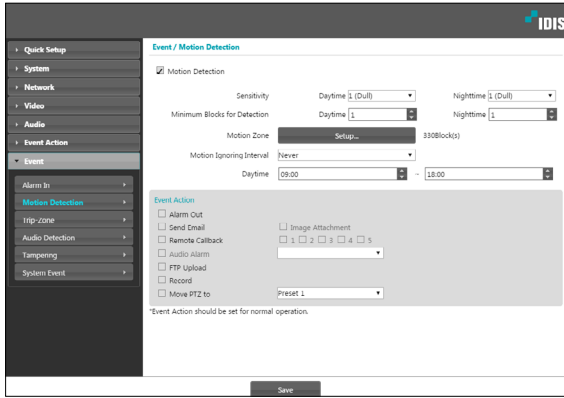 IDIS
Quick Setup
System
Network
Video
Audio
Event Action
Event
Alarm In
Motion Detection
Trip-Zone
Audio Detection
Tampering
System Event
Event / Motion Detection
Motion Detection
Sensitivity Daytime 1 (Dull) Nighttime 1 (Dull)
Minimum Blocks for Detection Daytime 1 Nighttime 1
Motion Zone Setup... 330Block(s)
Motion Ignoring Interval Never
Daytime 09:00 ~ 18:00
Event Action
Alarm Out
Send Email Image Attachment
Remote Callback 1 2 3 4 5
Audio Alarm
FTP Upload
Record
Move PTZ to Preset 1
*Event Action should be set for normal operation.
Save